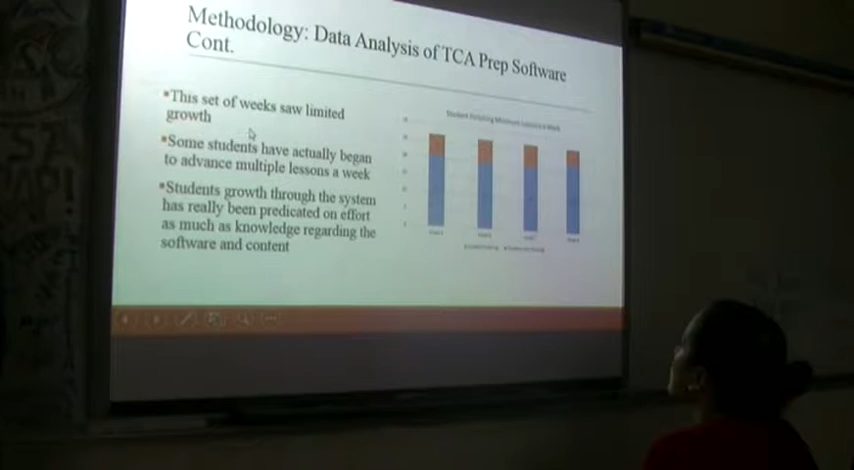 Methodology: Data Analysis of TCA Prep Software
Cont.
▪This set of weeks saw limited
growth
▪Some students have actually began
to advance multiple lessons a week
▪Students growth through the system
has really been predicated on effort
as much as knowledge regarding the
software and content